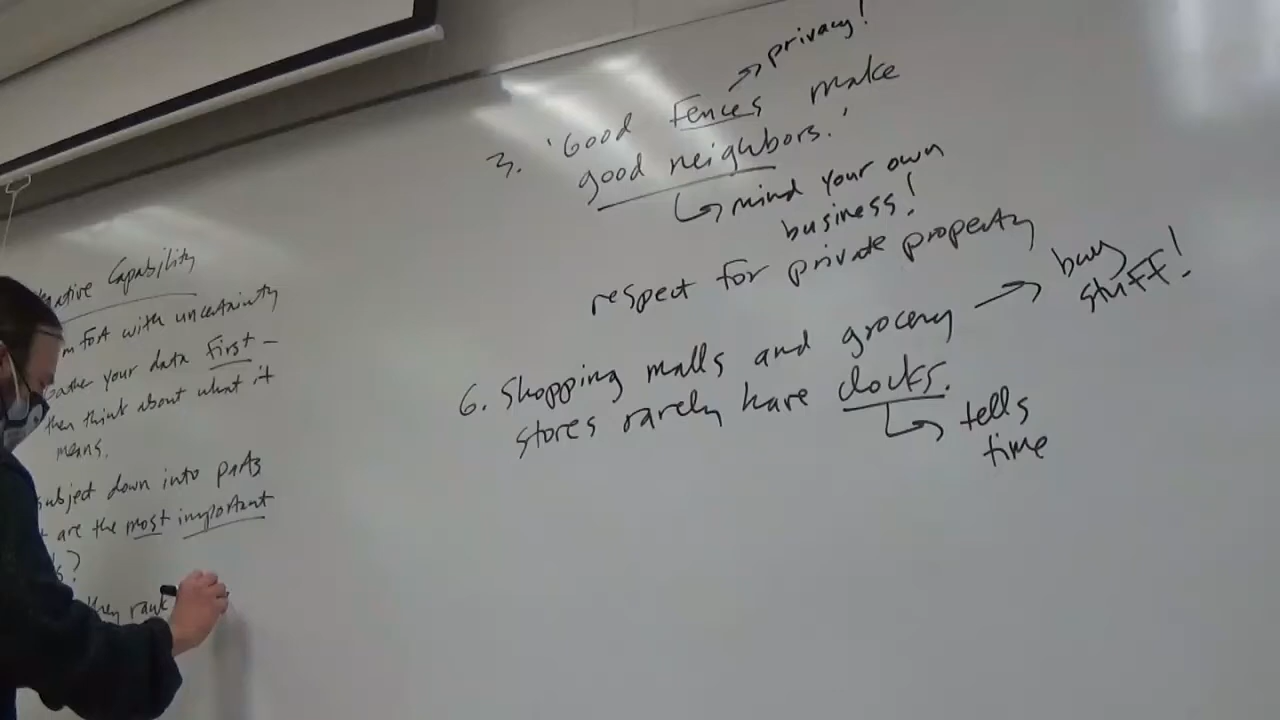 Capability
with uncertainty
your data first -
then think about what it
means.
subject down into parts
are the most important
they rank
privacy!
3. 'Good Fences make
good neighbors.'
mind your own
business!
respect for private property
6. Shopping malls and grocery
stores rarely have clocks.
buy
stuff!
tells
time